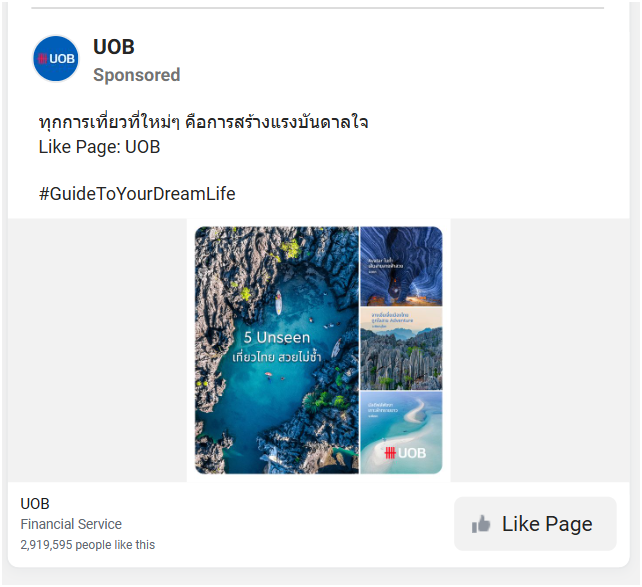 UOB
UOB
Sponsored
ทุกการเที่ยวที่ใหม่ๆ คือการสร้างแรงบันดาลใจ
Like Page: UOB
#GuideToYourDreamLife
5 Unseen
เที่ยวไทย สวยไม่ซ้ำ
UOB
UOB
Financial Service
2,919,595 people like this
Like Page